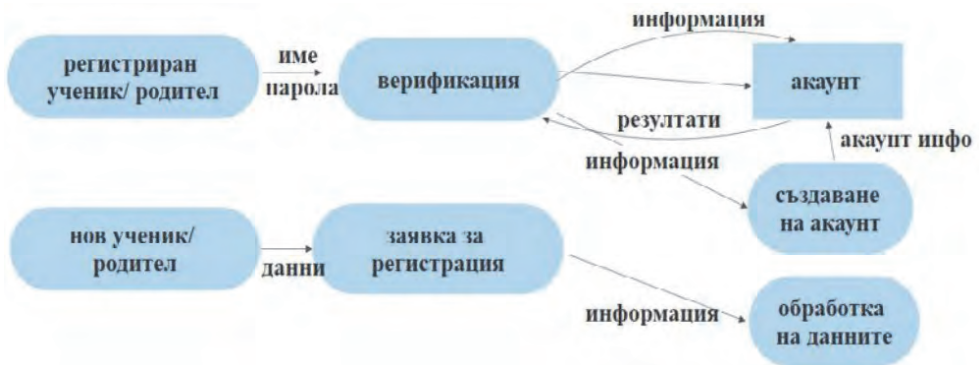 регистриран
ученик/ родител
име
парола
верификация
информация
акаунт
резултати
информация
акаунт инфо
създаване
на акаунт
нов ученик/
родител
данни
заявка за
регистрация
информация
обработка
на данните